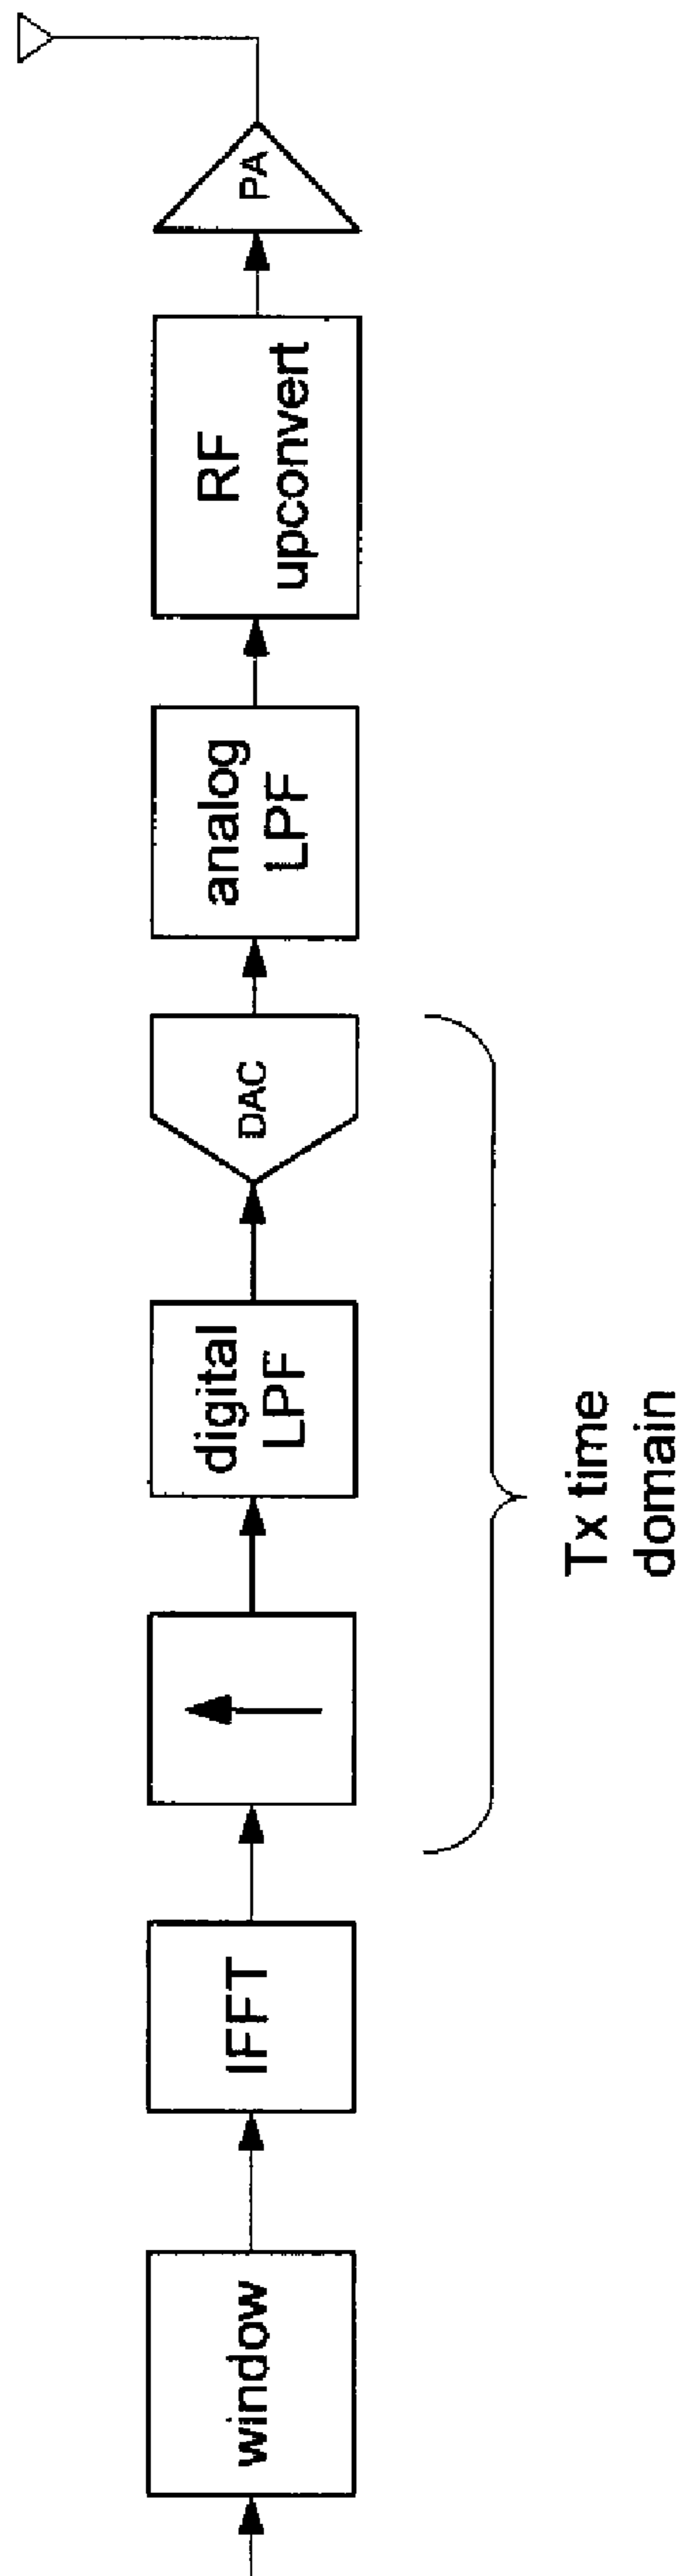 window
IFFT
digital
LPF
DAC
analog
LPF
RF
upconvert
PA
Tx time
domain